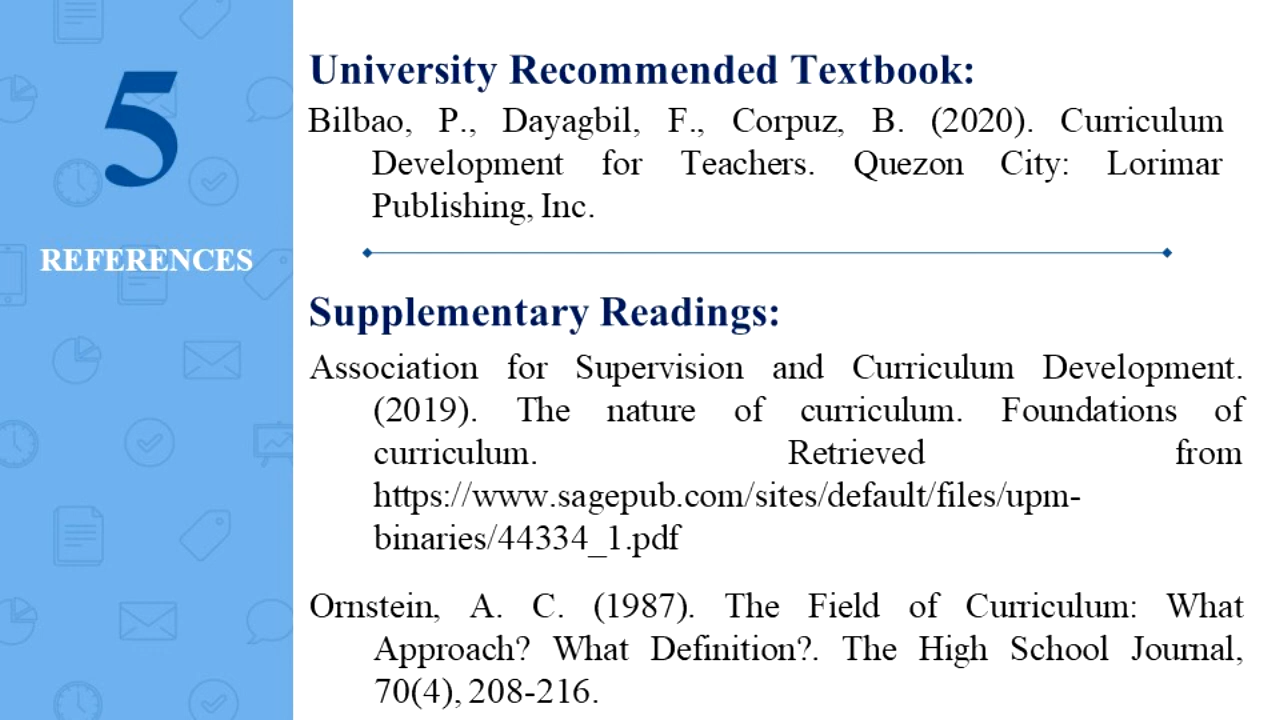 5
REFERENCES
University Recommended Textbook:
Bilbao, P., Dayagbil, F., Corpuz, B. (2020). Curriculum
Development for Teachers. Quezon City: Lorimar
Publishing, Inc.
Supplementary Readings:
Association for Supervision and Curriculum Development.
(2019). The nature of curriculum. Foundations of
curriculum. Retrieved from
https://www.sagepub.com/sites/default/files/upm-
binaries/44334_1.pdf
Ornstein, A. C. (1987). The Field of Curriculum: What
Approach? What Definition?. The High School Journal,
70(4), 208-216.